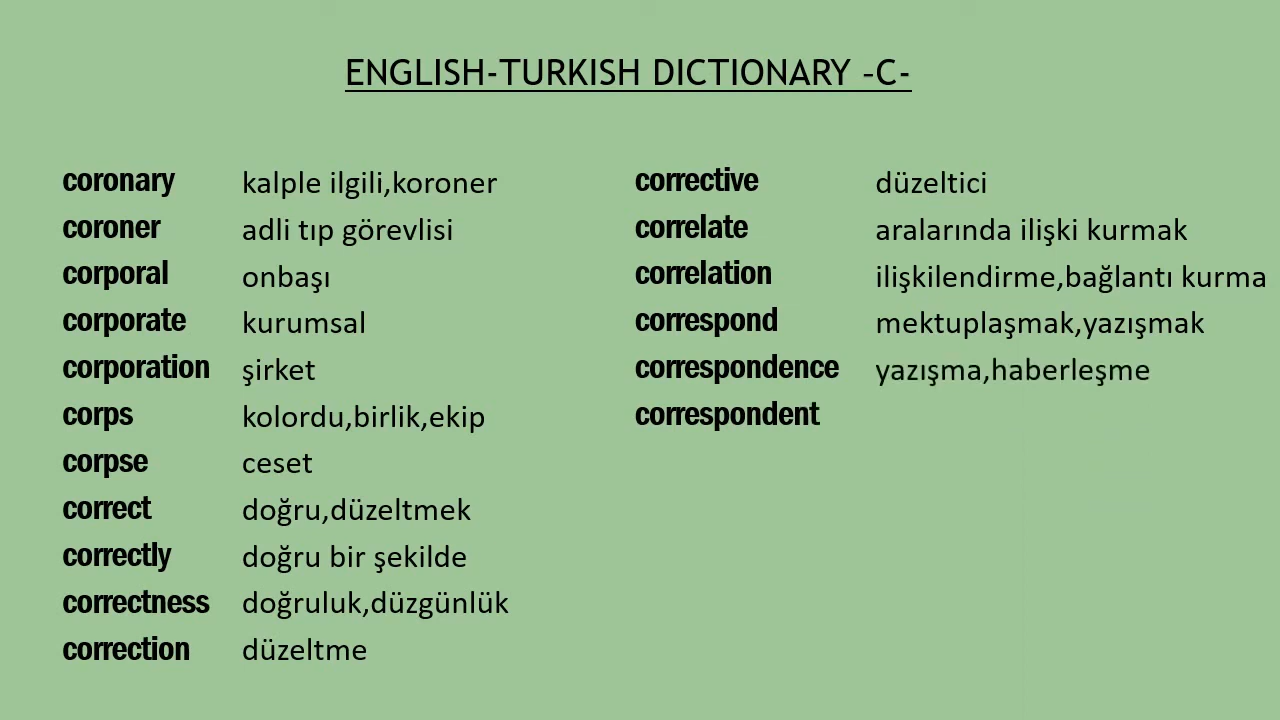 ENGLISH-TURKISH DICTIONARY –C-
coronary kalple ilgili,koroner
coroner adli tıp görevlisi
corporal onbaşı
corporate kurumsal
corporation şirket
corps kolordu,birlik,ekip
corpse ceset
correct doğru,düzeltmek
correctly doğru bir şekilde
correctness doğruluk,düzgünlük
correction düzeltme
corrective düzeltici
correlate aralarında ilişki kurmak
correlation ilişkilendirme,bağlantı kurma
correspond mektuplaşmak,yazışmak
correspondence yazışma,haberleşme
correspondent